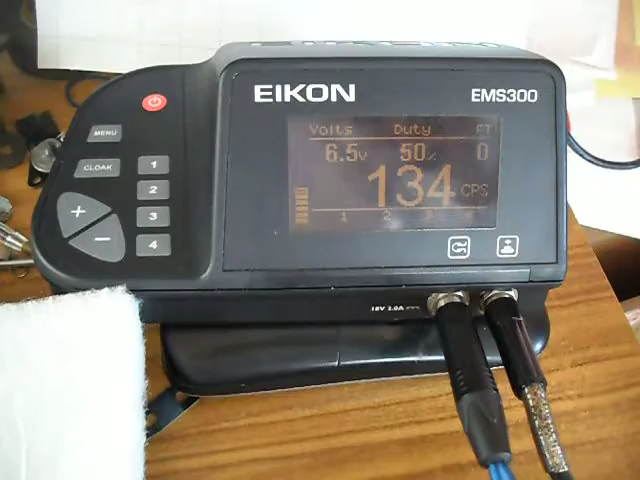 EIKON
EMS300
MENU
CLOAK
1
2
3
4
+
−
Volts Duty FT
6.5v 50% 0
134 CPS
1 2 3 4
18V 3.0A